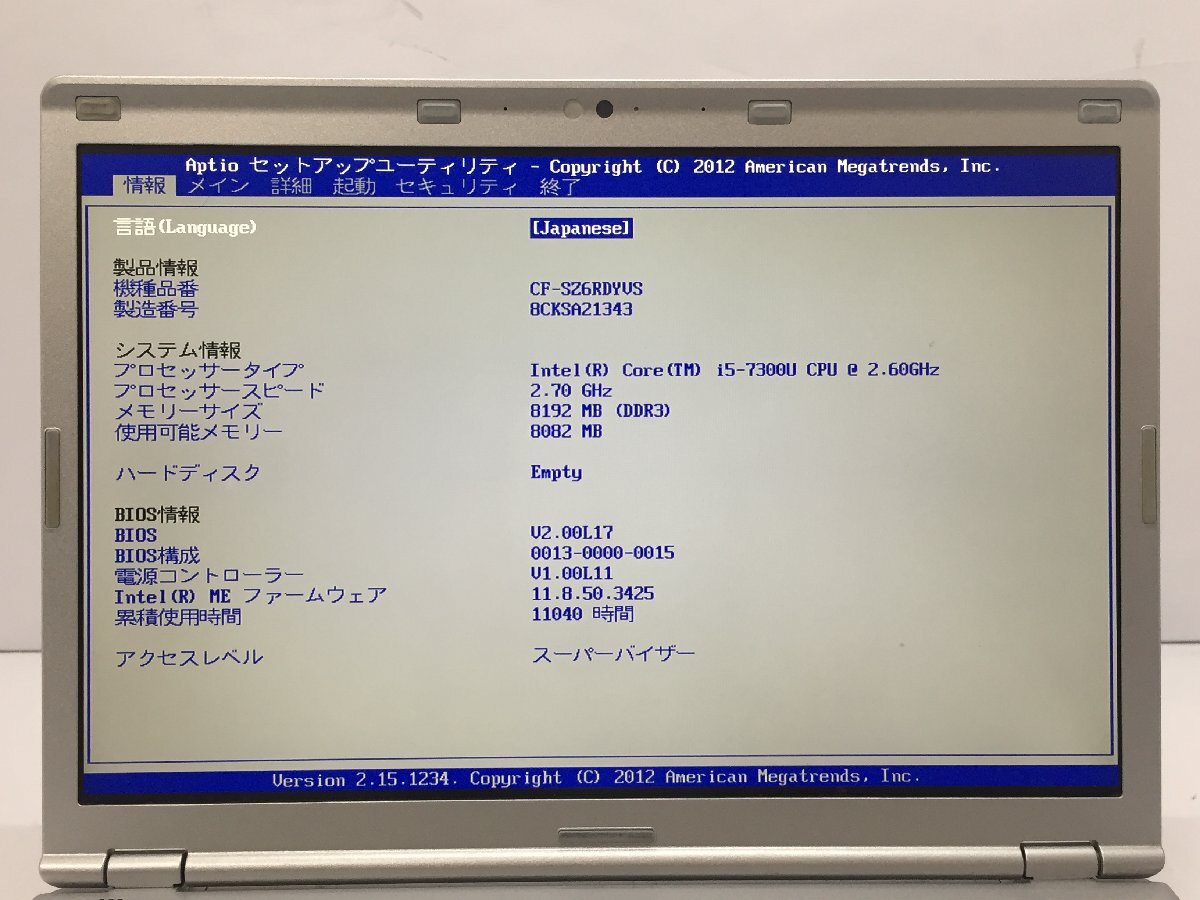 Aptio セットアップユーティリティ - Copyright (C) 2012 American Megatrends, Inc.
情報 メイン 詳細 起動 セキュリティ 終了
言語(Language) [Japanese]
製品情報
機種品番 CF-SZ6RDYVS
製造番号 8CKSA21343
システム情報
プロセッサータイプ Intel(R) Core(TM) i5-7300U CPU @ 2.60GHz
プロセッサースピード 2.70 GHz
メモリーサイズ 8192 MB (DDR3)
使用可能メモリー 8082 MB
ハードディスク Empty
BIOS情報
BIOS V2.00L17
BIOS構成 0013-0000-0015
電源コントローラー V1.00L11
Intel(R) ME ファームウェア 11.8.50.3425
累積使用時間 11040 時間
アクセスレベル スーパーバイザー
Version 2.15.1234. Copyright (C) 2012 American Megatrends, Inc.